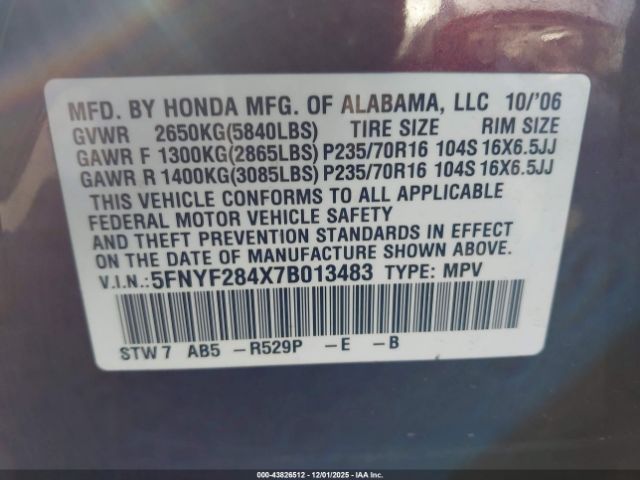 MFD. BY HONDA MFG. OF ALABAMA, LLC 10/'06
GVWR 2650KG(5840LBS) TIRE SIZE RIM SIZE
GAWR F 1300KG(2865LBS) P235/70R16 104S 16X6.5JJ
GAWR R 1400KG(3085LBS) P235/70R16 104S 16X6.5JJ
THIS VEHICLE CONFORMS TO ALL APPLICABLE
FEDERAL MOTOR VEHICLE SAFETY
AND THEFT PREVENTION STANDARDS IN EFFECT
ON THE DATE OF MANUFACTURE SHOWN ABOVE.
V.I.N.:5FNYF284X7B013483 TYPE: MPV
STW7 AB5 -R529P -E -B
000-43826512 - 12/01/2025 - IAAI.com